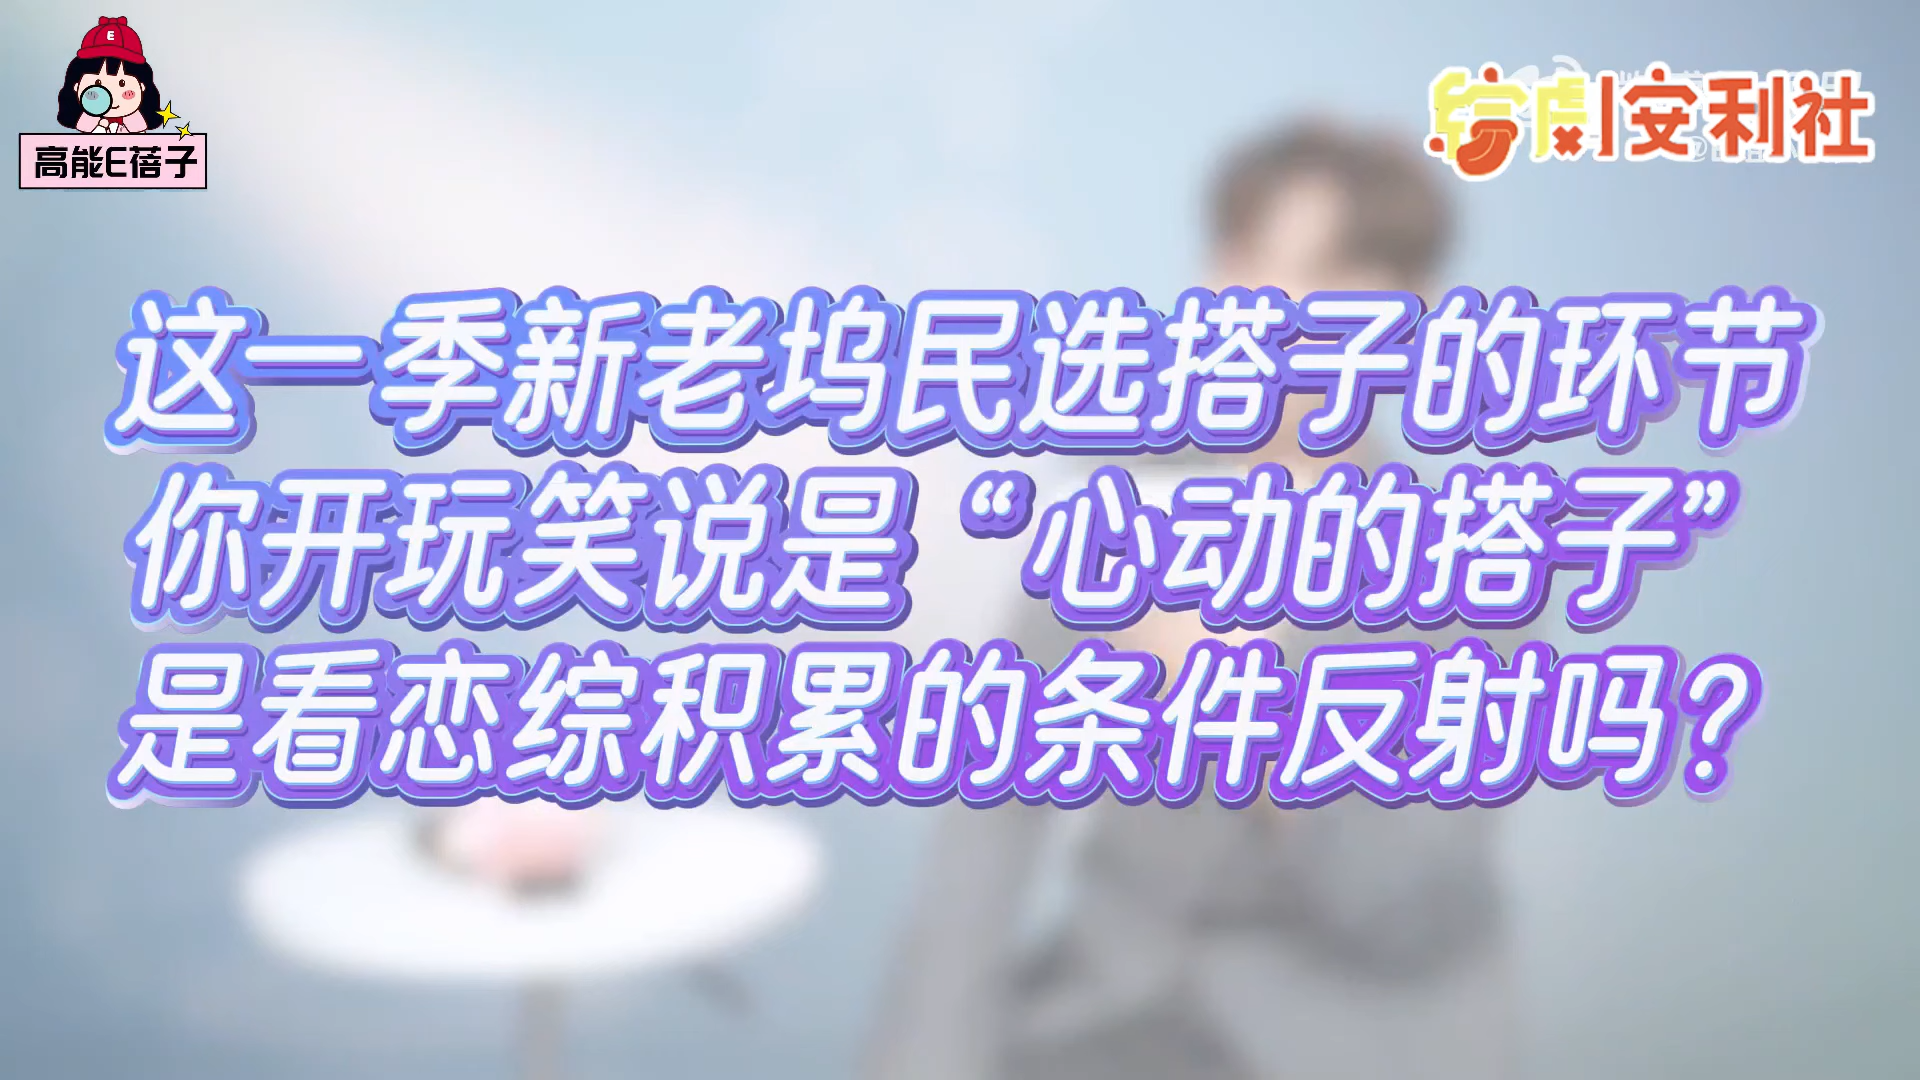 E
高能E蓓子
综剧安利社
这一季新老坞民选搭子的环节
你开玩笑说是“心动的搭子”
是看恋综积累的条件反射吗?